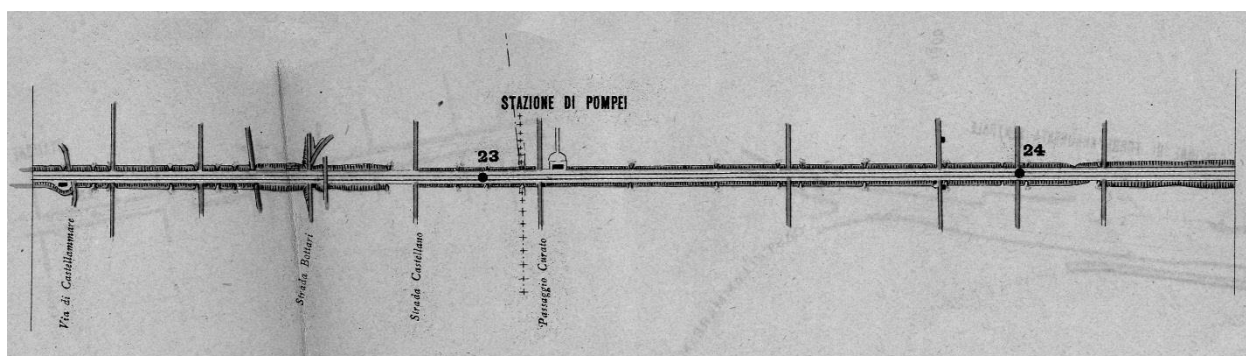 STAZIONE DI POMPEI
23
24
Via di Castellammare
Strada Bottari
Strada Castellano
Passaggio Curato